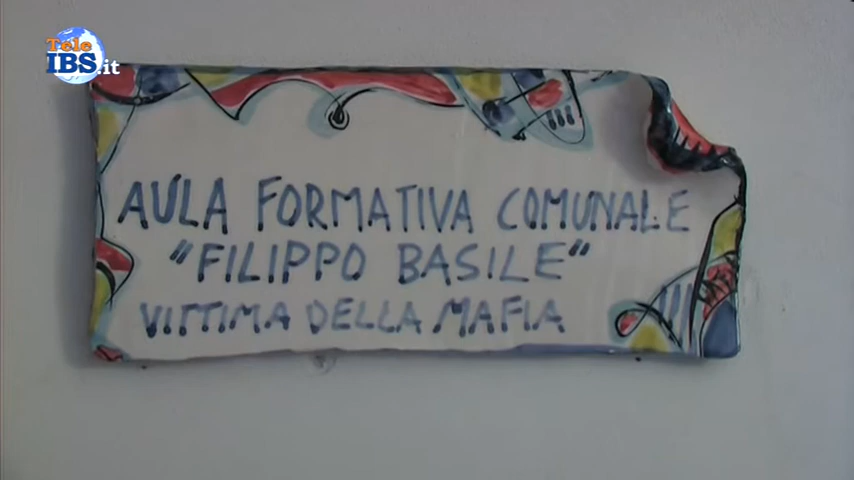 Tele
IBS.it
AULA FORMATIVA COMUNALE
"FILIPPO BASILE"
VITTIMA DELLA MAFIA